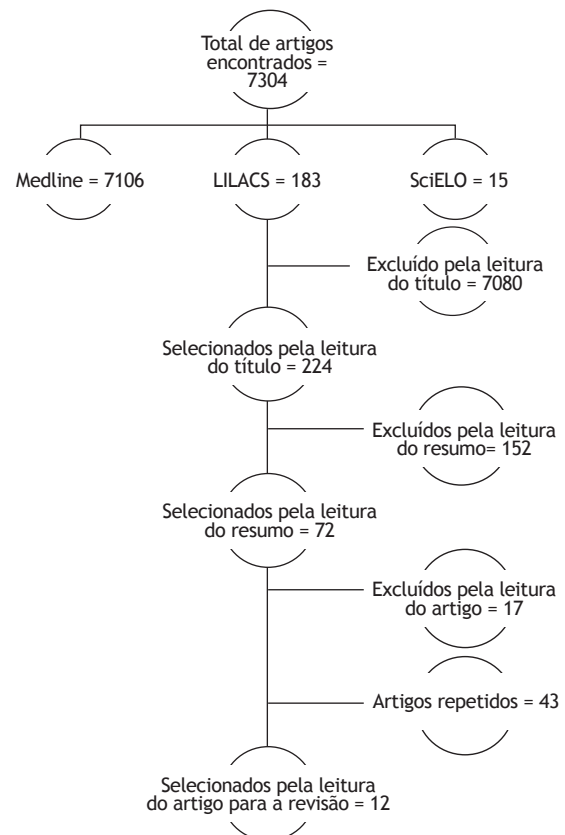 Total de artigos
encontrados =
7304
Medline = 7106
LILACS = 183
SciELO = 15
Excluído pela leitura
do título = 7080
Selecionados pela leitura
do título = 224
Excluídos pela leitura
do resumo= 152
Selecionados pela leitura
do resumo = 72
Excluídos pela leitura
do artigo = 17
Artigos repetidos = 43
Selecionados pela leitura
do artigo para a revisão = 12